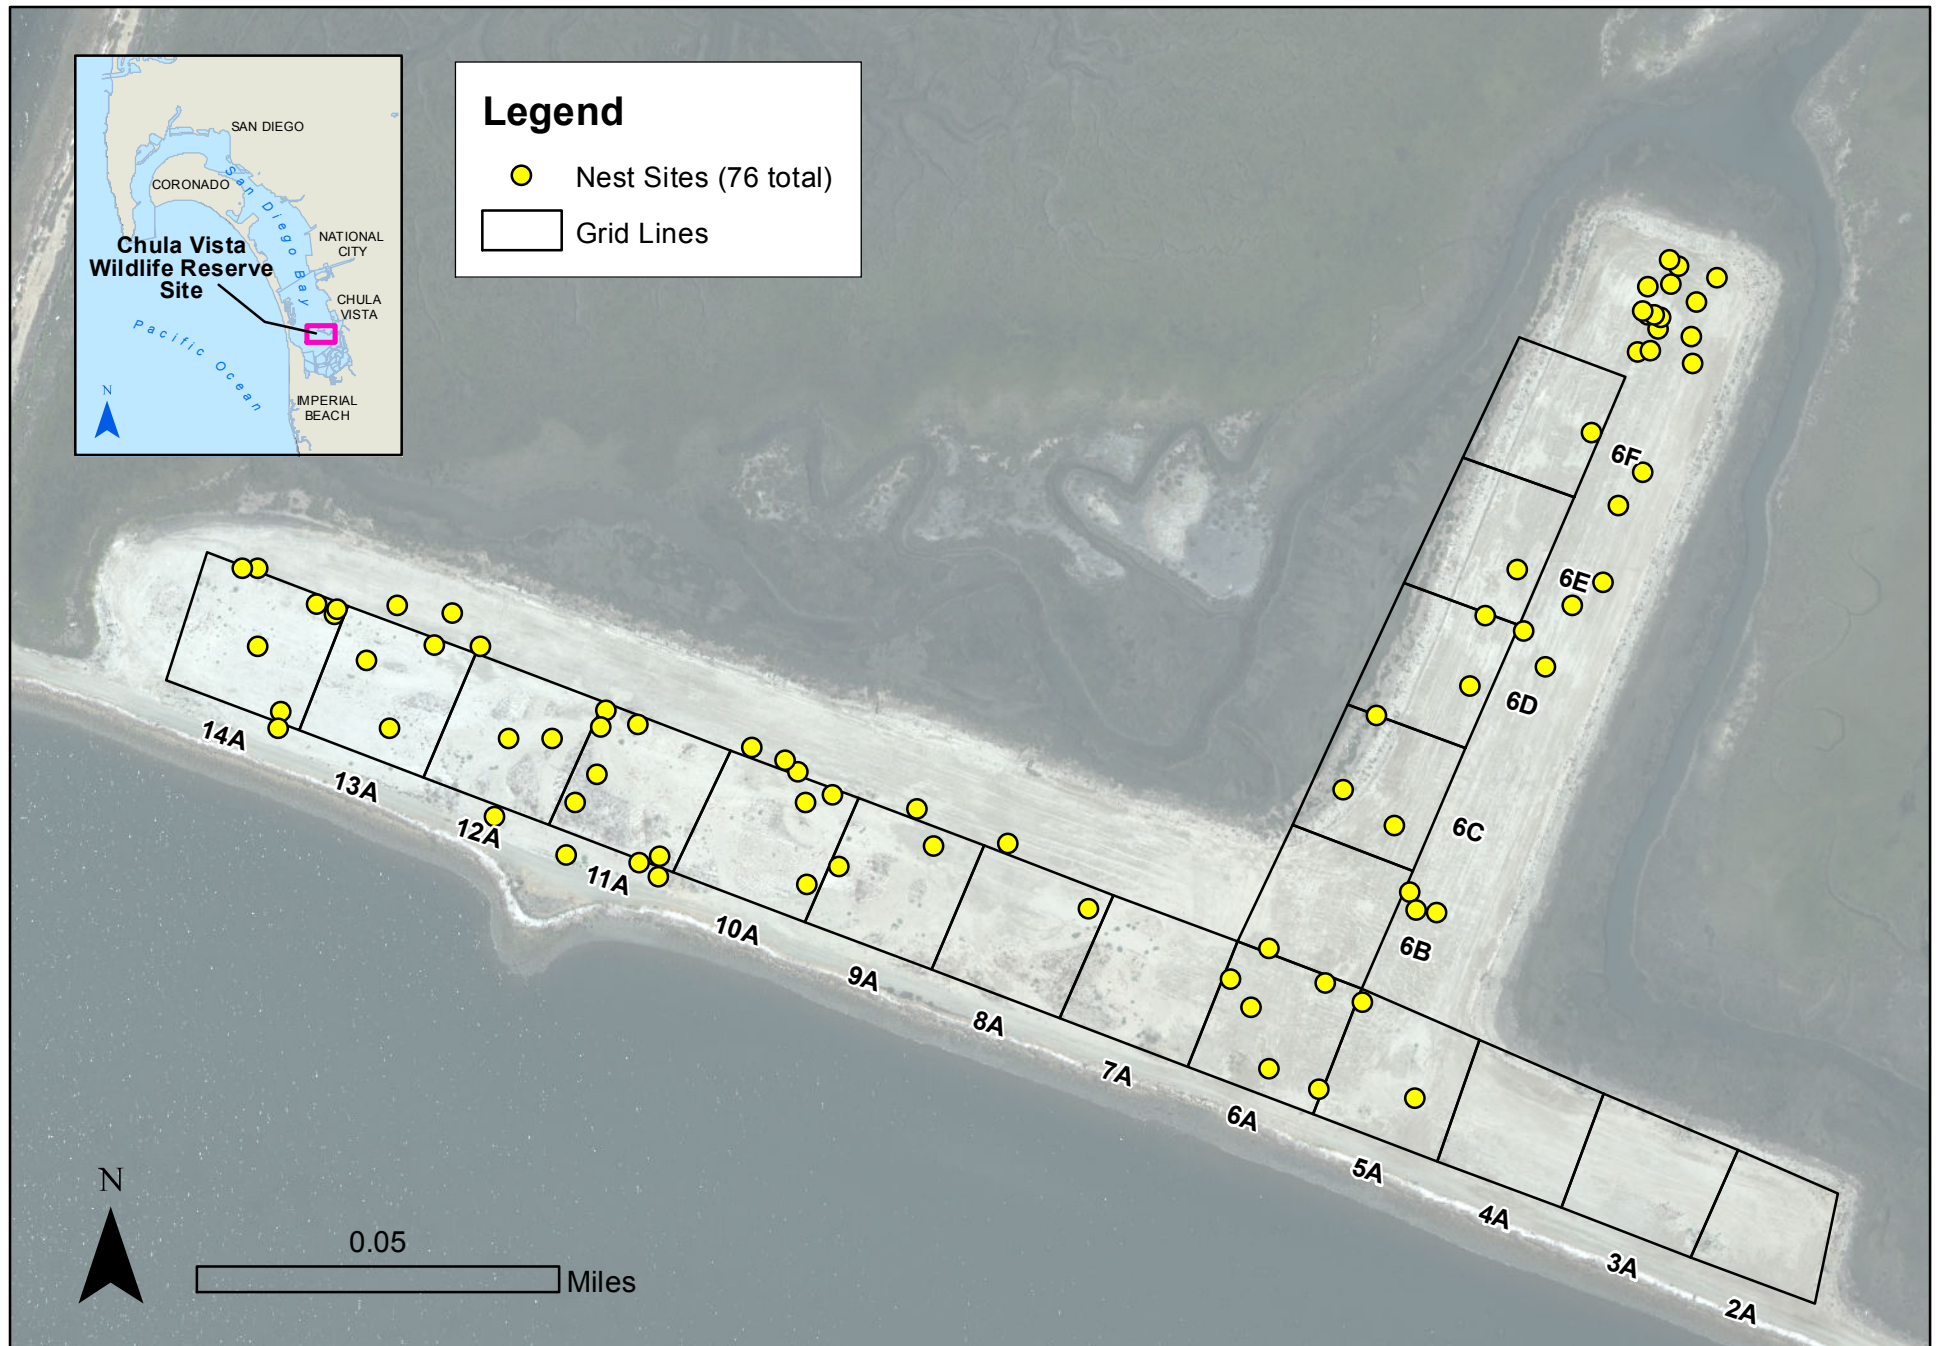 SAN DIEGO
CORONADO
San Diego Bay
NATIONAL
CITY
Chula Vista
Wildlife Reserve
Site
CHULA
VISTA
Pacific Ocean
N
IMPERIAL
BEACH
Legend
Nest Sites (76 total)
Grid Lines
6F
6E
6D
6C
6B
14A
13A
12A
11A
10A
9A
8A
7A
6A
5A
4A
3A
2A
N
0.05
Miles